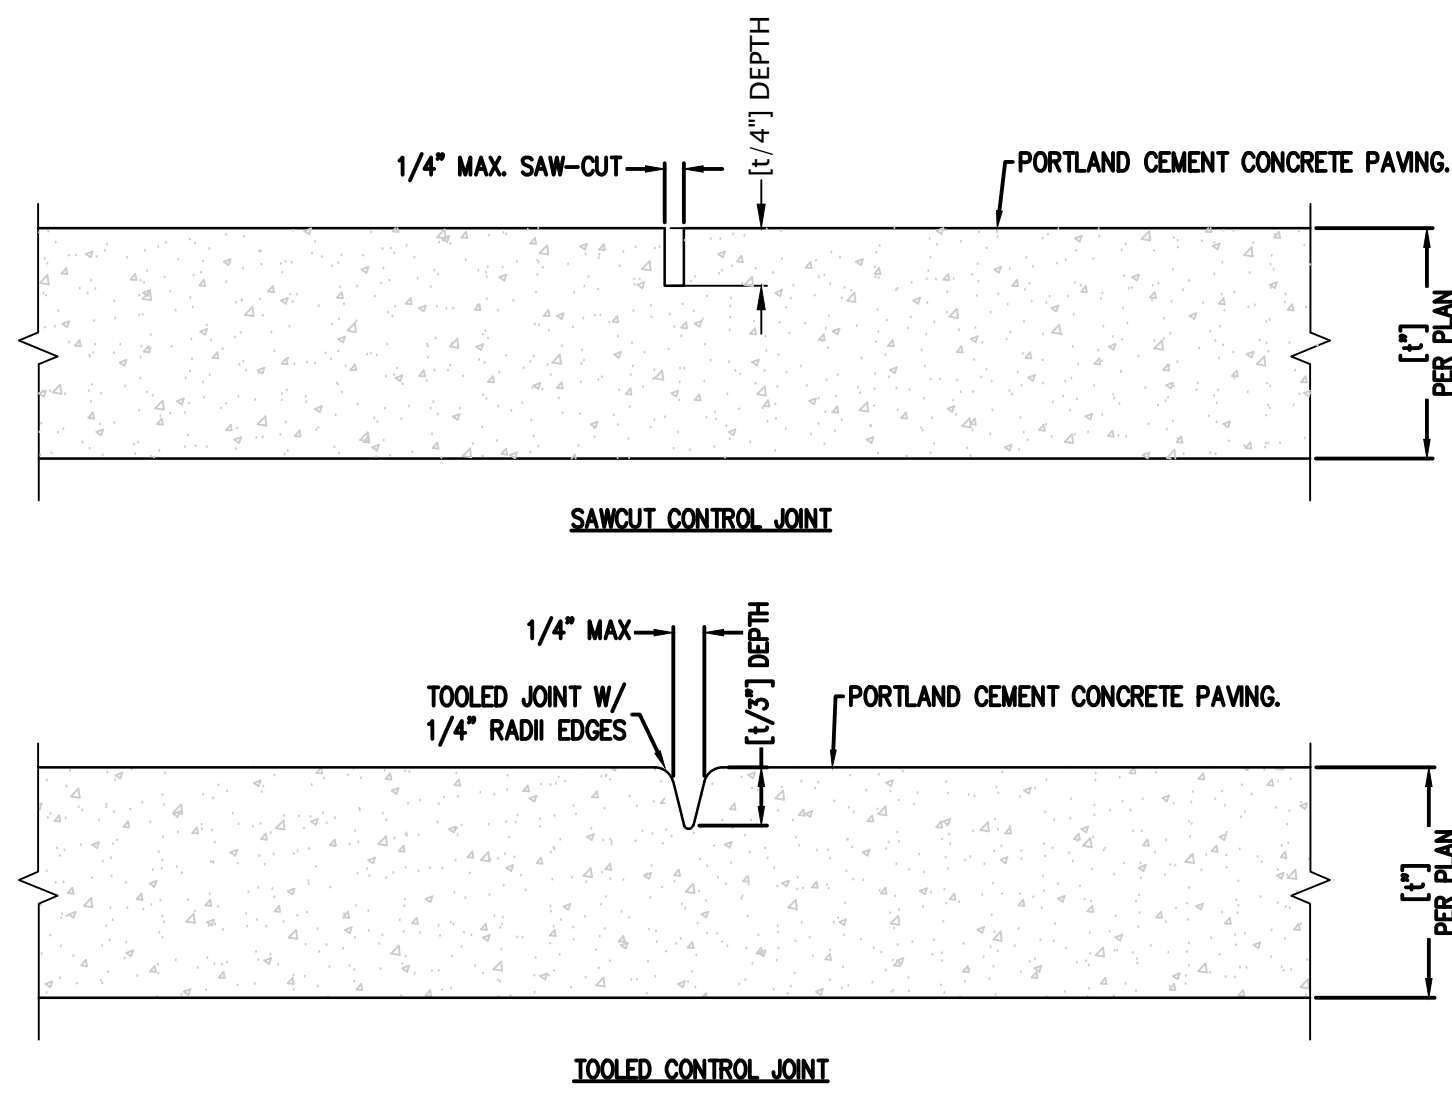 [t/4"] DEPTH
1/4" MAX. SAW-CUT
PORTLAND CEMENT CONCRETE PAVING.
[t"]
PER PLAN
SAWCUT CONTROL JOINT
1/4" MAX
[t/3"] DEPTH
TOOLED JOINT W/
1/4" RADII EDGES
PORTLAND CEMENT CONCRETE PAVING.
[t"]
PER PLAN
TOOLED CONTROL JOINT